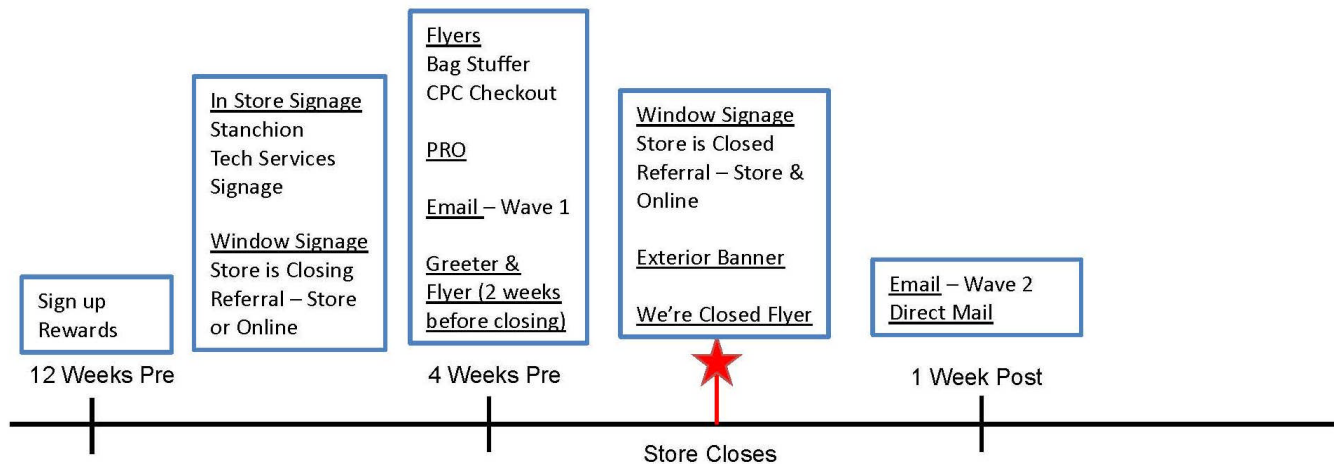 Sign up
Rewards
12 Weeks Pre
In Store Signage
Stanchion
Tech Services
Signage
Window Signage
Store is Closing
Referral – Store
or Online
Flyers
Bag Stuffer
CPC Checkout
PRO
Email – Wave 1
Greeter &
Flyer (2 weeks
before closing)
4 Weeks Pre
Window Signage
Store is Closed
Referral – Store &
Online
Exterior Banner
We're Closed Flyer
Store Closes
Email – Wave 2
Direct Mail
1 Week Post